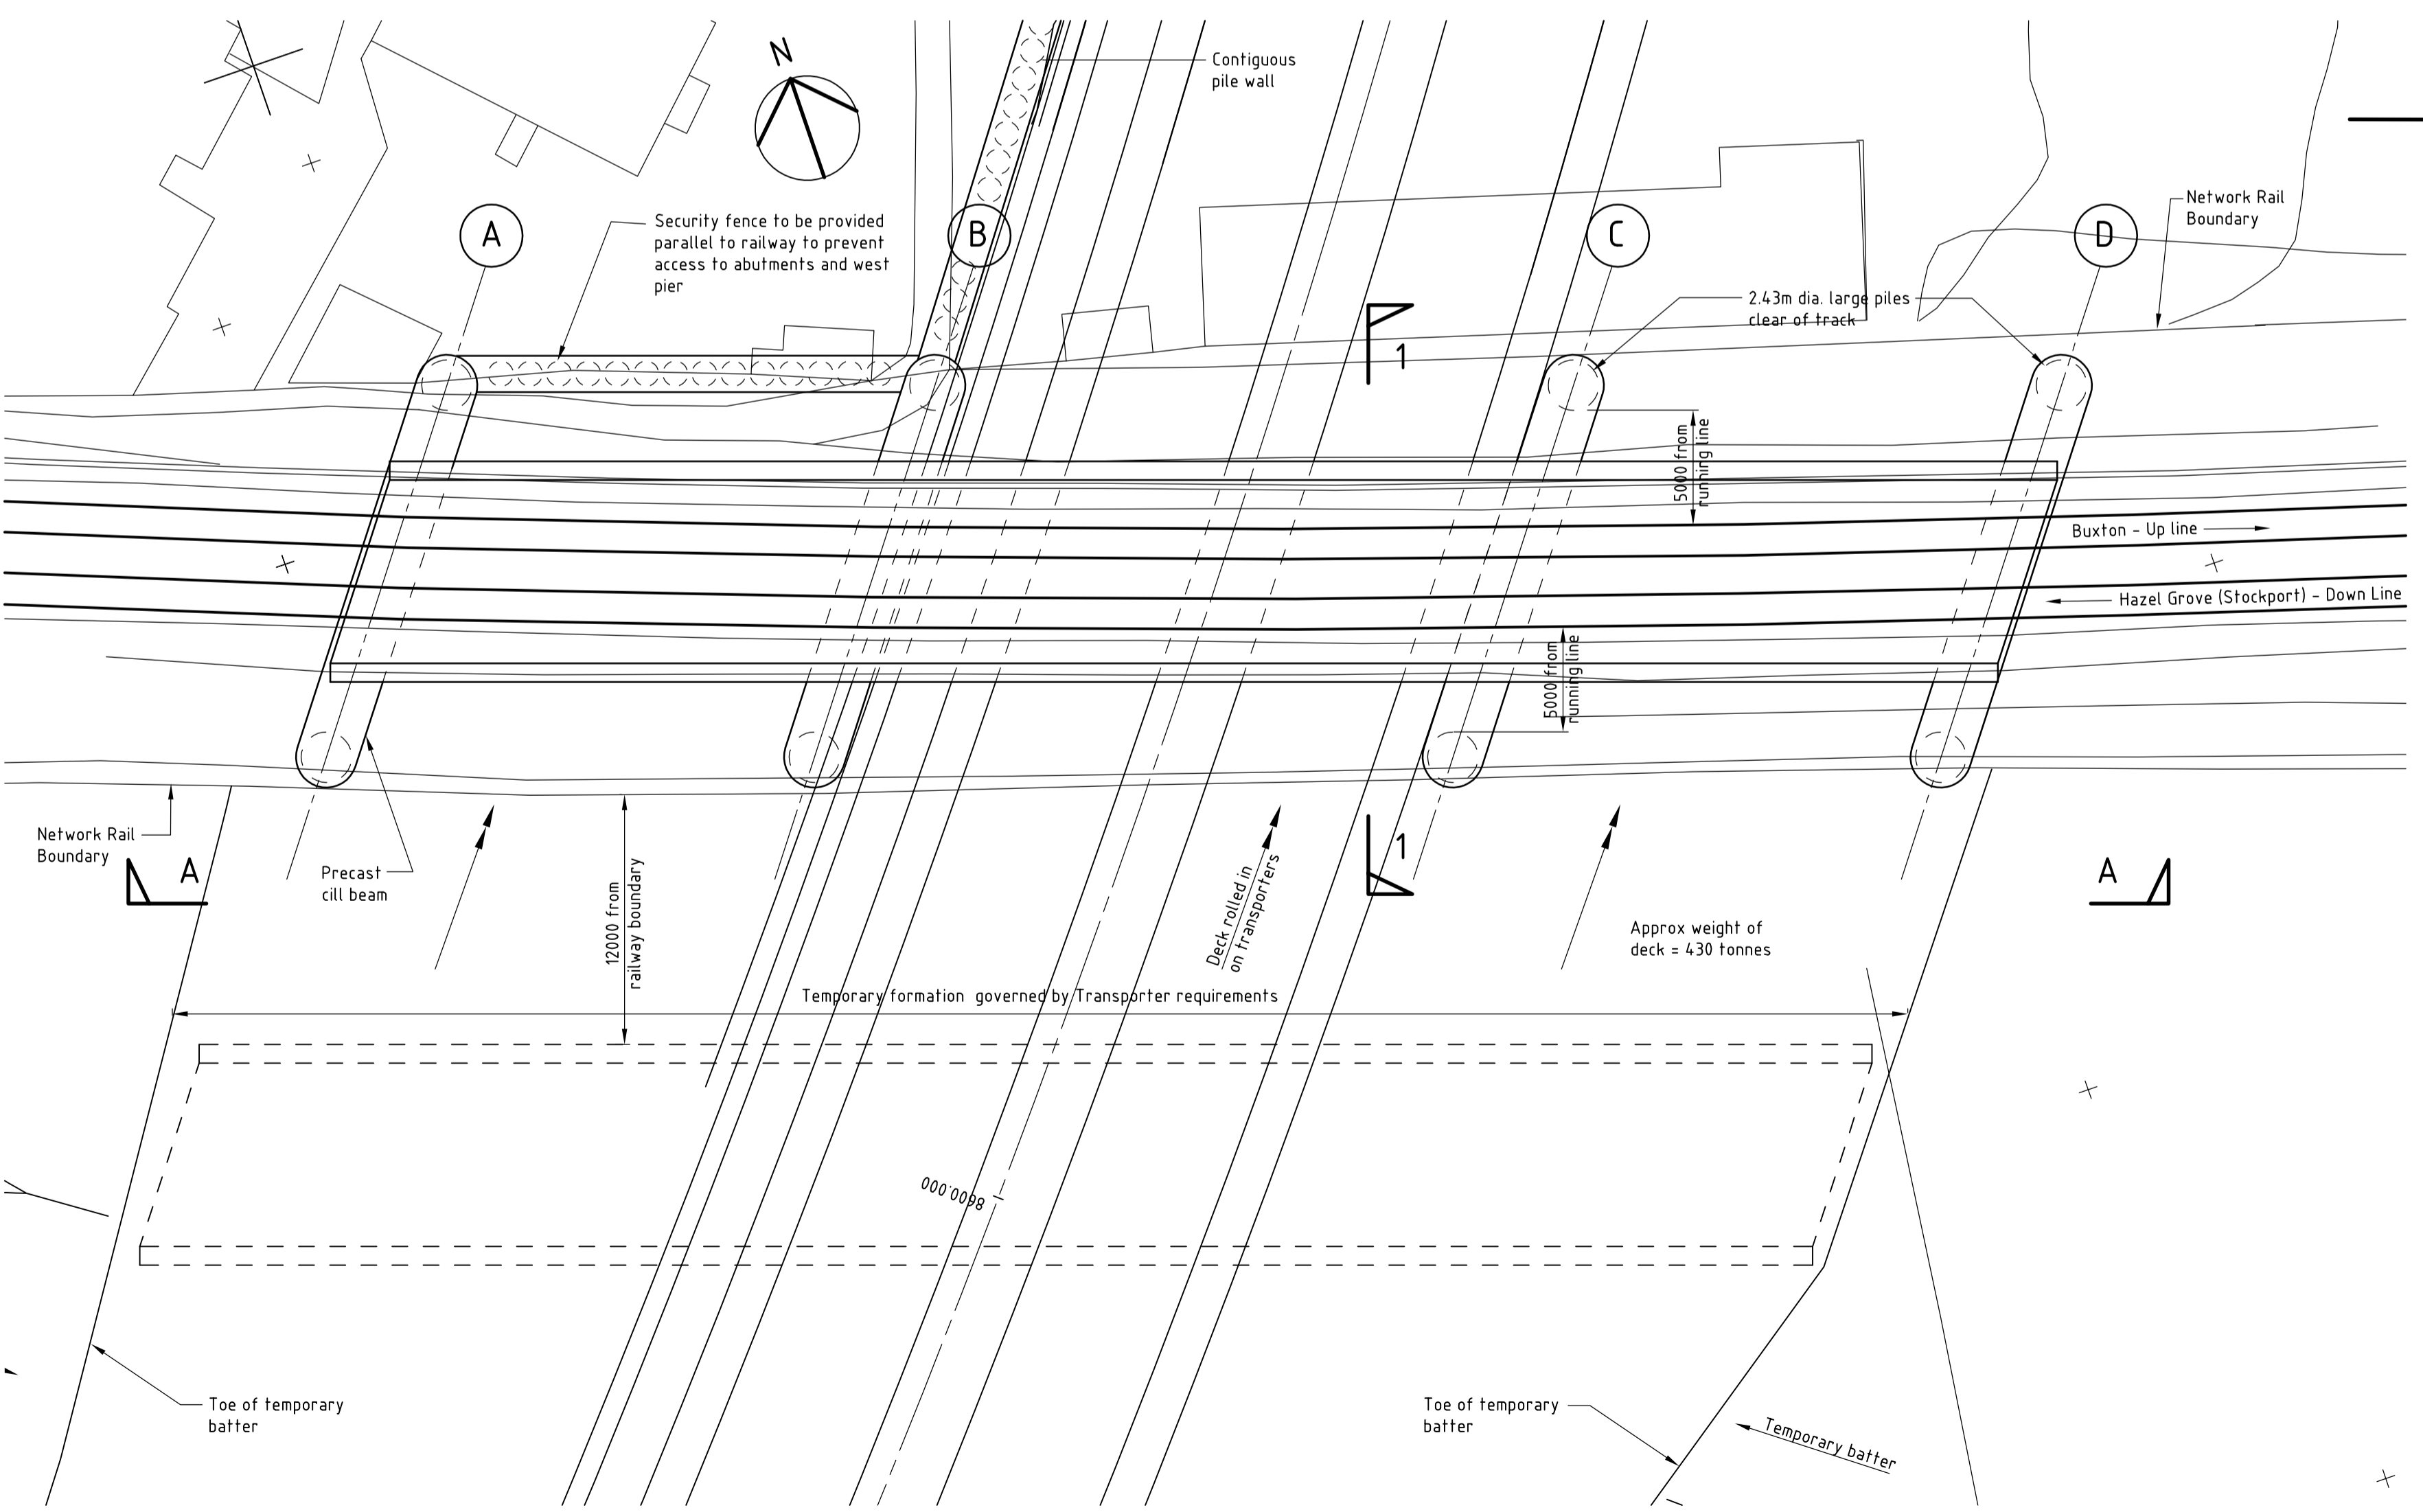 N
Contiguous
pile wall
Network Rail
Boundary
A
B
C
D
Security fence to be provided
parallel to railway to prevent
access to abutments and west
pier
2.43m dia. large piles
clear of track
1
5000 from
running line
Buxton - Up line
Hazel Grove (Stockport) - Down Line
5000 from
running line
Network Rail
Boundary
A
Precast
cill beam
12000 from
railway boundary
Deck rolled in
on transporters
1
A
Approx weight of
deck = 430 tonnes
Temporary formation governed by Transporter requirements
8600.000
Toe of temporary
batter
Toe of temporary
batter
Temporary batter